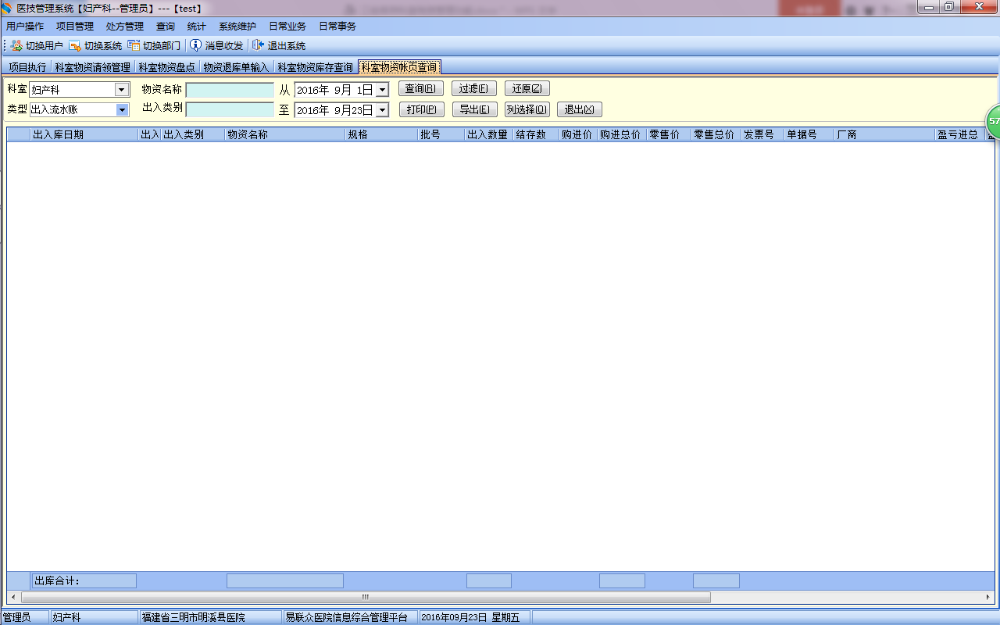 医技管理系统【妇产科--管理员】---【test】
用户操作 项目管理 处方管理 查询 统计 系统维护 日常业务 日常事务
切换用户 切换系统 切换部门 消息收发 退出系统
项目执行 科室物资请领管理 科室物资盘点 物资退库单输入 科室物资库存查询 科室物资帐页查询
科室 妇产科 物资名称 从 2016年 9月 1日 查询(R) 过滤(F) 还原(Z)
类型 出入流水账 出入类别 至 2016年 9月23日 打印(P) 导出(E) 列选择(O) 退出(X)
57
出入库日期 出入 出入类别 物资名称 规格 批号 出入数量 结存数 购进价 购进总价 零售价 零售总价 发票号 单据号 厂商 盈亏进总
出库合计:
管理员 妇产科 福建省三明市明溪县医院 易联众医院信息综合管理平台 2016年09月23日 星期五